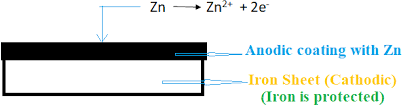 Zn → Zn²⁺ + 2e⁻
Anodic coating with Zn
Iron Sheet (Cathodic)
(Iron is protected)